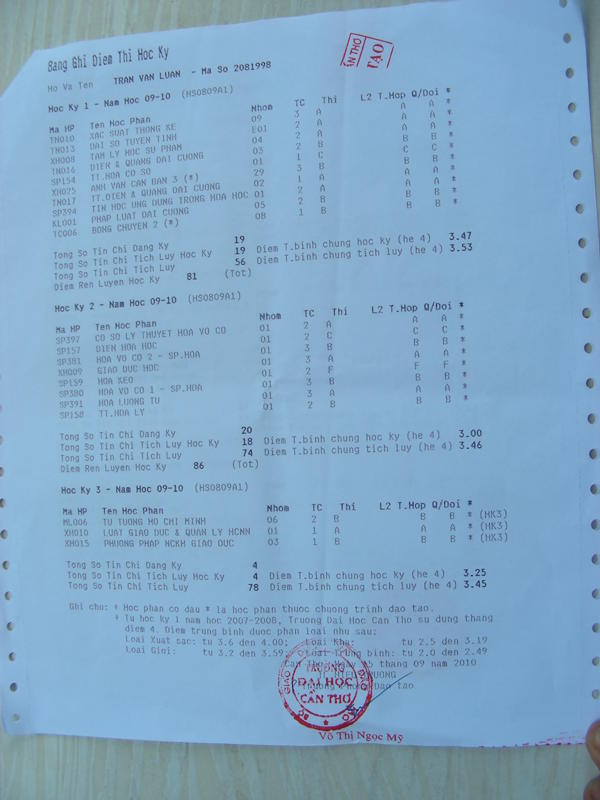 Bang Ghi Diem Thi Hoc Ky
ẦN THƠ
TẠO
Ho Va Ten TRAN VAN LUAN - Ma So 2081998
Hoc Ky 1 - Nam Hoc 09-10 (HS0809A1)
Ma HP Ten Hoc Phan Nhom TC Thi L2 T.Hop Q/Doi *
TN010 XAC SUAT THONG KE 09 3 A A A *
TN013 DAI SO TUYEN TINH E01 2 A A A *
XH008 TAM LY HOC SU PHAM 04 2 A A A *
TN016 DIEN & QUANG DAI CUONG 03 2 B B B *
SP154 TT.HOA CO SO 01 1 C C C *
XH025 ANH VAN CAN BAN 3 (*) 29 3 B B B *
TN017 TT.DIEN & QUANG DAI CUONG 02 1 A A A *
SP394 TIN HOC UNG DUNG TRONG HOA HOC 01 2 A A A *
KL001 PHAP LUAT DAI CUONG 05 2 B B B *
TC006 BONG CHUYEN 2 (*) 08 1 B B B *
Tong So Tin Chi Dang Ky 19
Tong So Tin Chi Tich Luy Hoc Ky 19 Diem T.binh chung hoc ky (he 4) 3.47
Tong So Tin Chi Tich Luy 56 Diem T.binh chung tich luy (he 4) 3.53
Diem Ren Luyen Hoc Ky 81 (Tot)
Hoc Ky 2 - Nam Hoc 09-10 (HS0809A1)
Ma HP Ten Hoc Phan Nhom TC Thi L2 T.Hop Q/Doi *
SP397 CO SO LY THUYET HOA VO CO 01 2 A A A *
SP157 DIEN HOA HOC 01 2 C C C *
SP381 HOA VO CO 2 - SP.HOA 01 3 B B B *
XH009 GIAO DUC HOC 01 3 A A A *
SP159 HOA KEO 01 2 F F F *
SP380 HOA VO CO 1 - SP.HOA 01 3 B B B *
SP391 HOA LUONG TU 01 3 A A A *
SP158 TT.HOA LY 01 2 B B B *
Tong So Tin Chi Dang Ky 20
Tong So Tin Chi Tich Luy Hoc Ky 18 Diem T.binh chung hoc ky (he 4) 3.00
Tong So Tin Chi Tich Luy 74 Diem T.binh chung tich luy (he 4) 3.46
Diem Ren Luyen Hoc Ky 86 (Tot)
Hoc Ky 3 - Nam Hoc 09-10 (HS0809A1)
Ma HP Ten Hoc Phan Nhom TC Thi L2 T.Hop Q/Doi *
ML006 TU TUONG HO CHI MINH 06 2 B B B * (HK3)
XH010 LUAT GIAO DUC & QUAN LY HCNN 01 1 A A A * (HK3)
XH015 PHUONG PHAP NCKH GIAO DUC 03 1 B B B * (HK3)
Tong So Tin Chi Dang Ky 4
Tong So Tin Chi Tich Luy Hoc Ky 4 Diem T.binh chung hoc ky (he 4) 3.25
Tong So Tin Chi Tich Luy 78 Diem T.binh chung tich luy (he 4) 3.45
Ghi chu: * Hoc phan co dau * la hoc phan thuoc chuong trinh dao tao.
* Tu hoc ky 1 nam hoc 2007-2008, Truong Dai Hoc Can Tho su dung thang
diem 4. Diem trung binh duoc phan loai nhu sau:
Loai Xuat sac: tu 3.6 den 4.00; Loai Kha: tu 2.5 den 3.19
Loai Gioi: tu 3.2 den 3.59; Loai Trung binh: tu 2.0 den 2.49
Can Tho, Ngay 15 thang 09 nam 2010
TRƯỜNG
ĐẠI HỌC
CẦN THƠ
Dao tao
Võ Thị Ngọc Mỹ